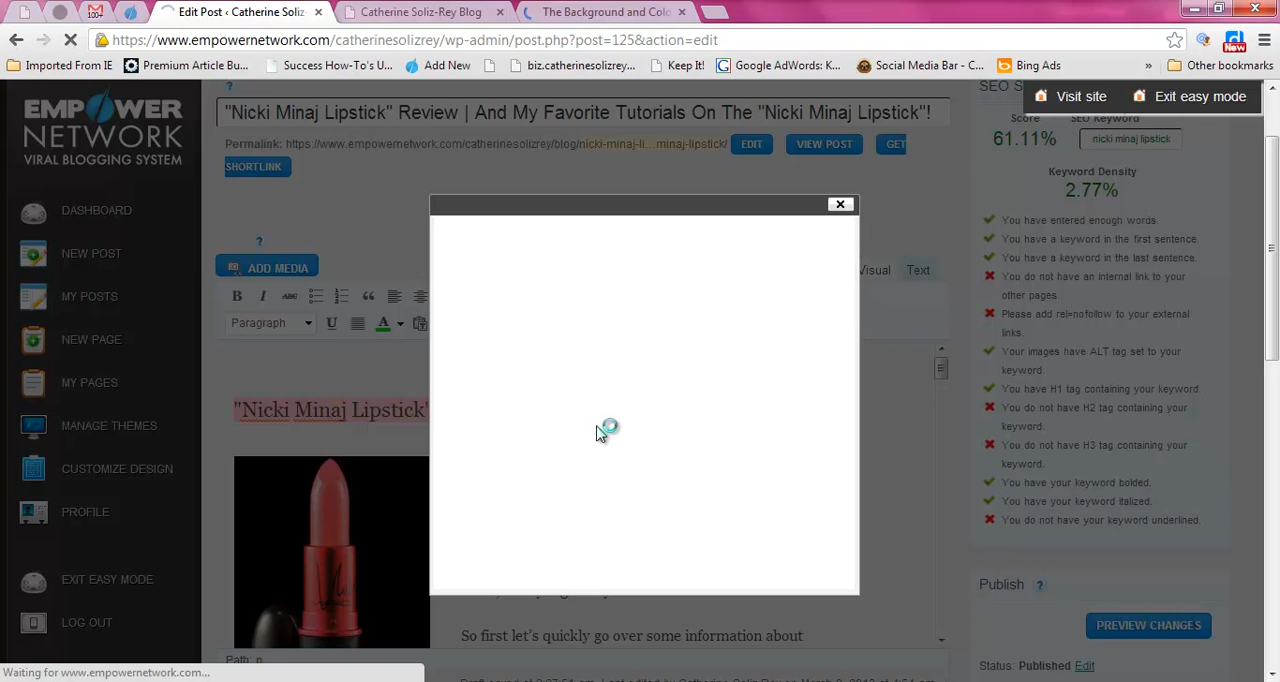 100+
Edit Post ‹ Catherine Soliz-
Catherine Soliz-Rey Blog
The Background and Colo
https://www.empowernetwork.com/catherinesolizrey/wp-admin/post.php?post=125&action=edit
New
Imported From IE
Premium Article Bu...
Success How-To's U...
Add New
biz.catherinesolizrey...
Keep It!
Google AdWords: K...
Social Media Bar - C...
Bing Ads
»
Other bookmarks
EMPOWER
NETWORK
VIRAL BLOGGING SYSTEM
DASHBOARD
NEW POST
MY POSTS
NEW PAGE
MY PAGES
MANAGE THEMES
CUSTOMIZE DESIGN
PROFILE
EXIT EASY MODE
LOG OUT
?
"Nicki Minaj Lipstick" Review | And My Favorite Tutorials On The "Nicki Minaj Lipstick"!
Permalink: https://www.empowernetwork.com/catherinesolizrey/blog/nicki-minaj-li…minaj-lipstick/ EDIT VIEW POST GET
SHORTLINK
?
ADD MEDIA
Visual Text
B I ABC
Paragraph U A
"Nicki Minaj Lipstick"
So first let's quickly go over some information about
Path: p
Visit site Exit easy mode
Score SEO Keyword
61.11% nicki minaj lipstick
Keyword Density
2.77%
You have entered enough words.
You have a keyword in the first sentence.
You have a keyword in the last sentence.
You do not have an internal link to your
other pages.
Please add rel=nofollow to your external
links.
Your images have ALT tag set to your
keyword.
You have H1 tag containing your keyword.
You do not have H2 tag containing your
keyword.
You do not have H3 tag containing your
keyword.
You have your keyword bolded.
You have your keyword italized.
You do not have your keyword underlined.
Publish ?
PREVIEW CHANGES
Status: Published Edit
Waiting for www.empowernetwork.com...